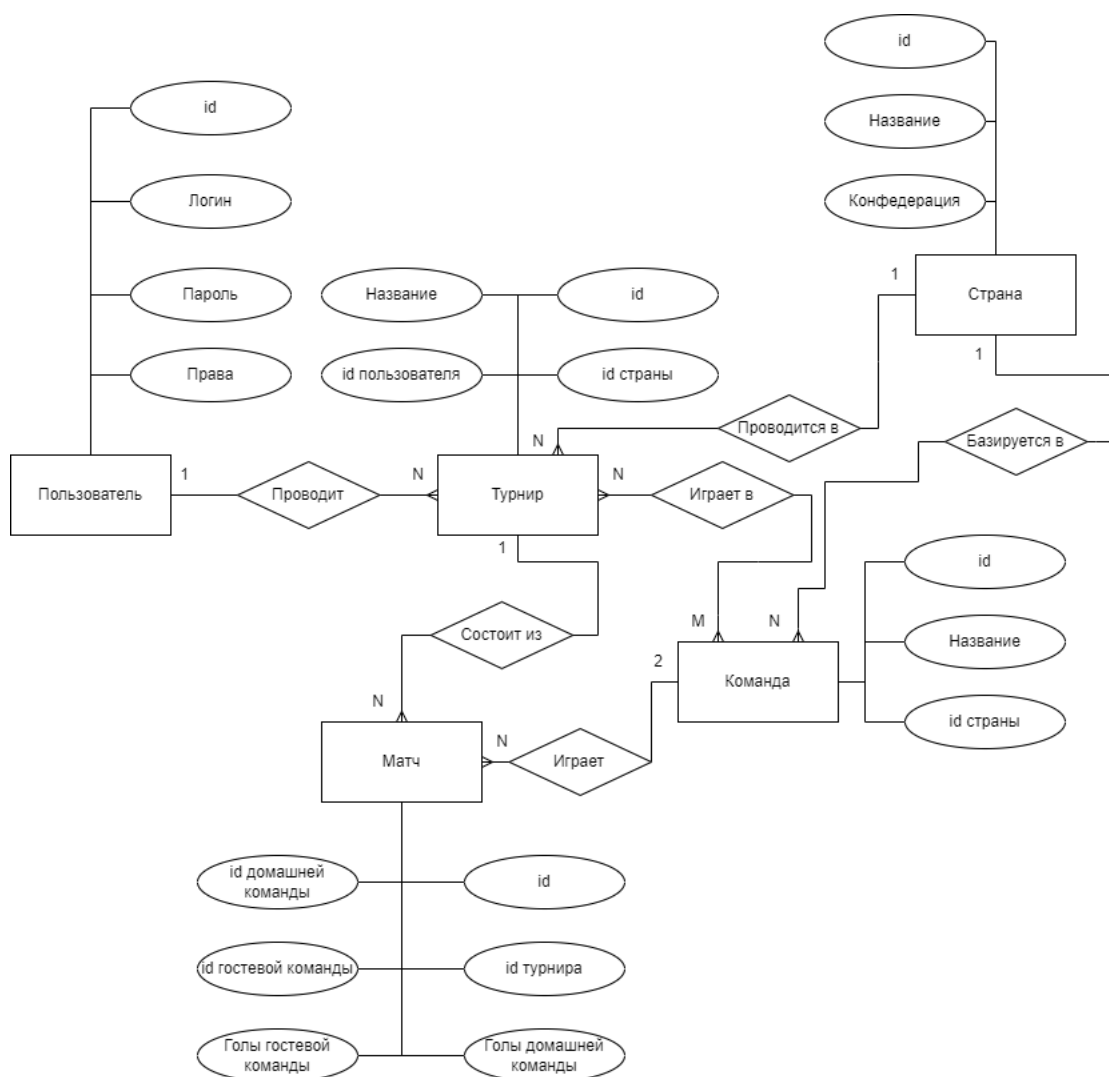 id
id
Название
Логин
Конфедерация
Пароль
Название
id
1
Страна
Права
id пользователя
id страны
1
Проводится в
N
Базируется в
N
1
N
N
Пользователь
Проводит
Турнир
Играет в
1
id
M
N
Состоит из
Название
2
Команда
N
id страны
N
Матч
Играет
id домашней
команды
id
id гостевой команды
id турнира
Голы гостевой
команды
Голы домашней
команды